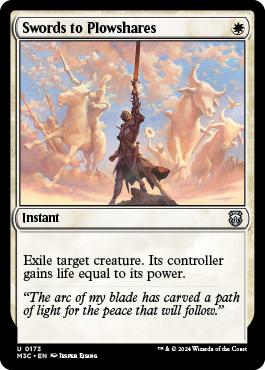 Swords to Plowshares
Instant
Exile target creature. Its controller
gains life equal to its power.
“The arc of my blade has carved a path
of light for the peace that will follow.”
U 0173
M3C • EN Jesper Ejsing
™ & © 2024 Wizards of the Coast